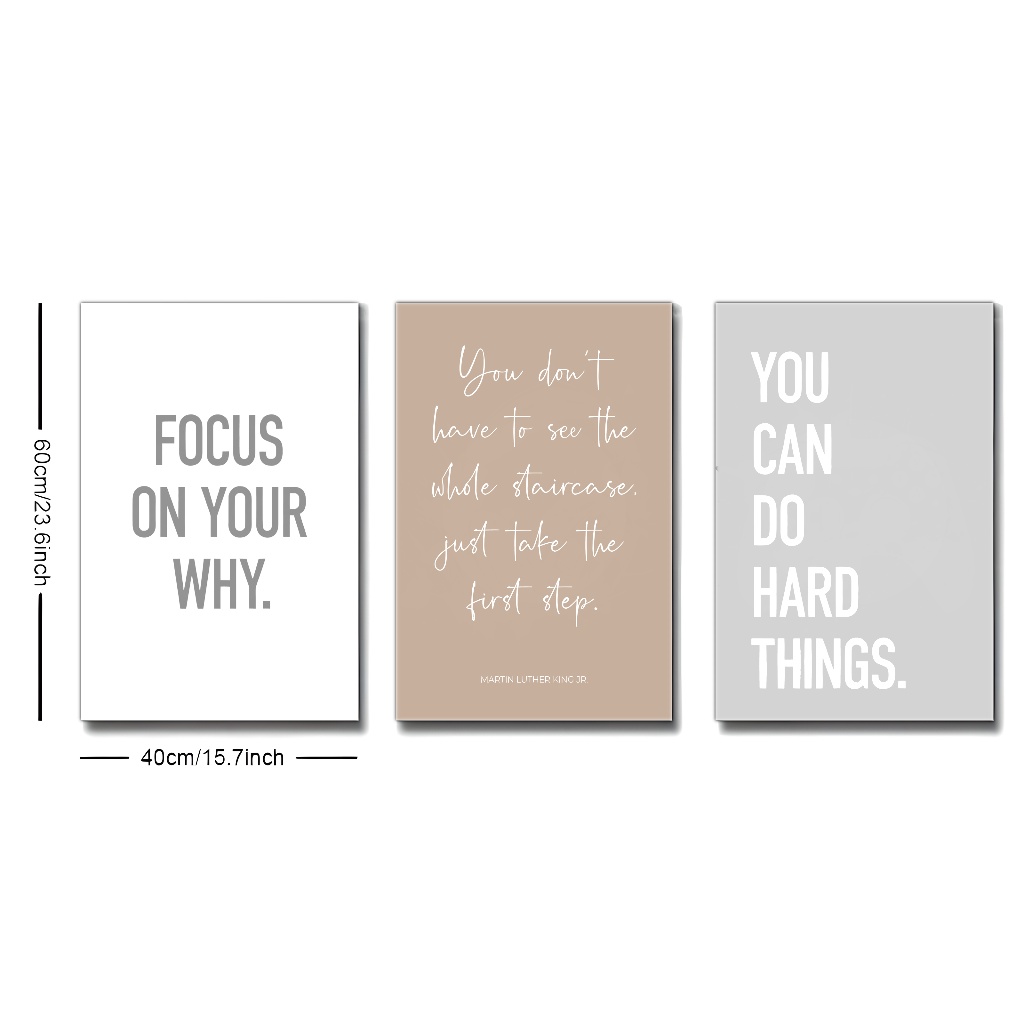 FOCUS
ON YOUR
WHY.
You don't
have to see the
whole staircase.
just take the
first step.
MARTIN LUTHER KING JR
YOU
CAN
DO
HARD
THINGS.
60cm/23.6inch
40cm/15.7inch